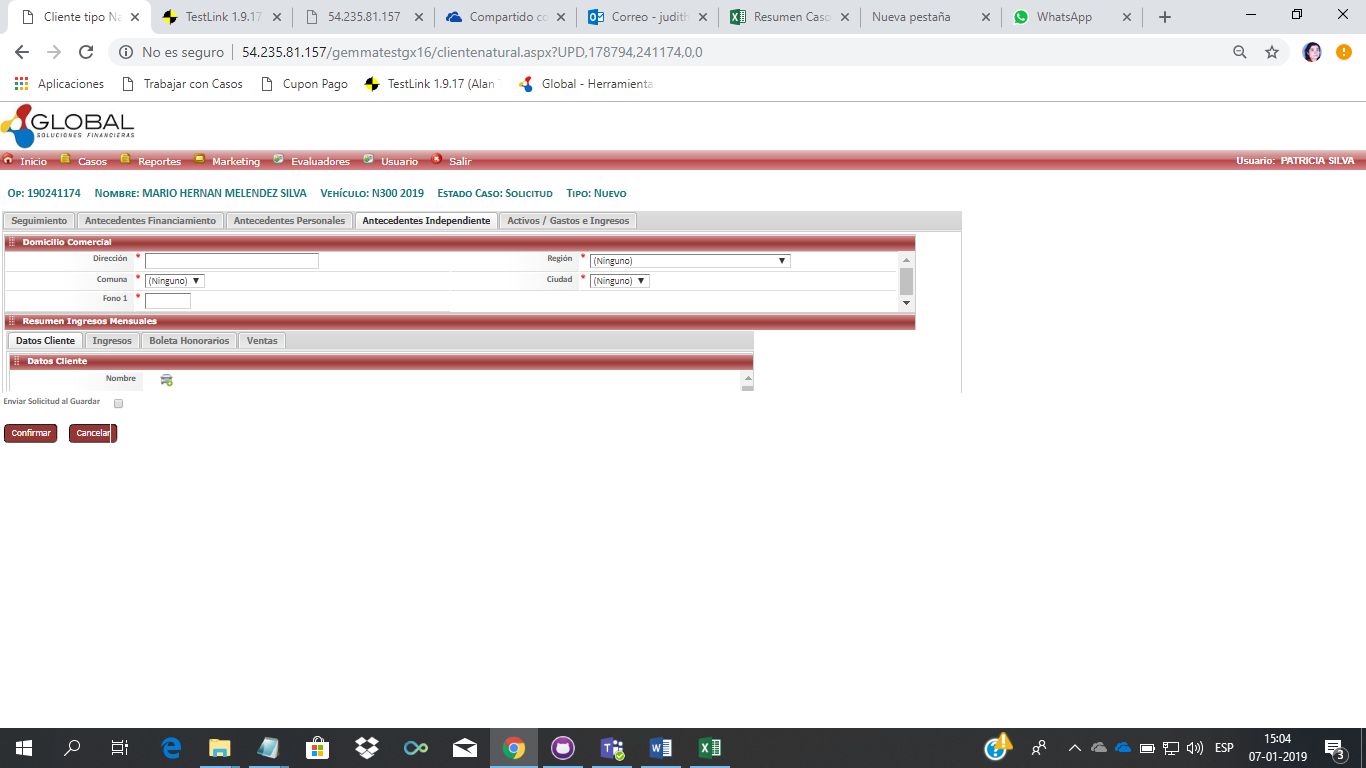 Cliente tipo Na
TestLink 1.9.17
54.235.81.157
Compartido co
Correo - judith
Resumen Caso
Nueva pestaña
WhatsApp
No es seguro 54.235.81.157/gemmatestgx16/clientenatural.aspx?UPD,178794,241174,0,0
Aplicaciones Trabajar con Casos Cupon Pago TestLink 1.9.17 (Alan Global - Herramienta
GLOBAL
SOLUCIONES FINANCIERAS
Inicio Casos Reportes Marketing Evaluadores Usuario Salir Usuario: PATRICIA SILVA
Op: 190241174 Nombre: MARIO HERNAN MELENDEZ SILVA Vehículo: N300 2019 Estado Caso: Solicitud Tipo: Nuevo
Seguimiento Antecedentes Financiamiento Antecedentes Personales Antecedentes Independiente Activos / Gastos e Ingresos
Domicilio Comercial
Dirección * Región * (Ninguno)
Comuna * (Ninguno) Ciudad * (Ninguno)
Fono 1 *
Resumen Ingresos Mensuales
Datos Cliente Ingresos Boleta Honorarios Ventas
Datos Cliente
Nombre
Enviar Solicitud al Guardar
Confirmar Cancelar
ESP
15:04
07-01-2019
3